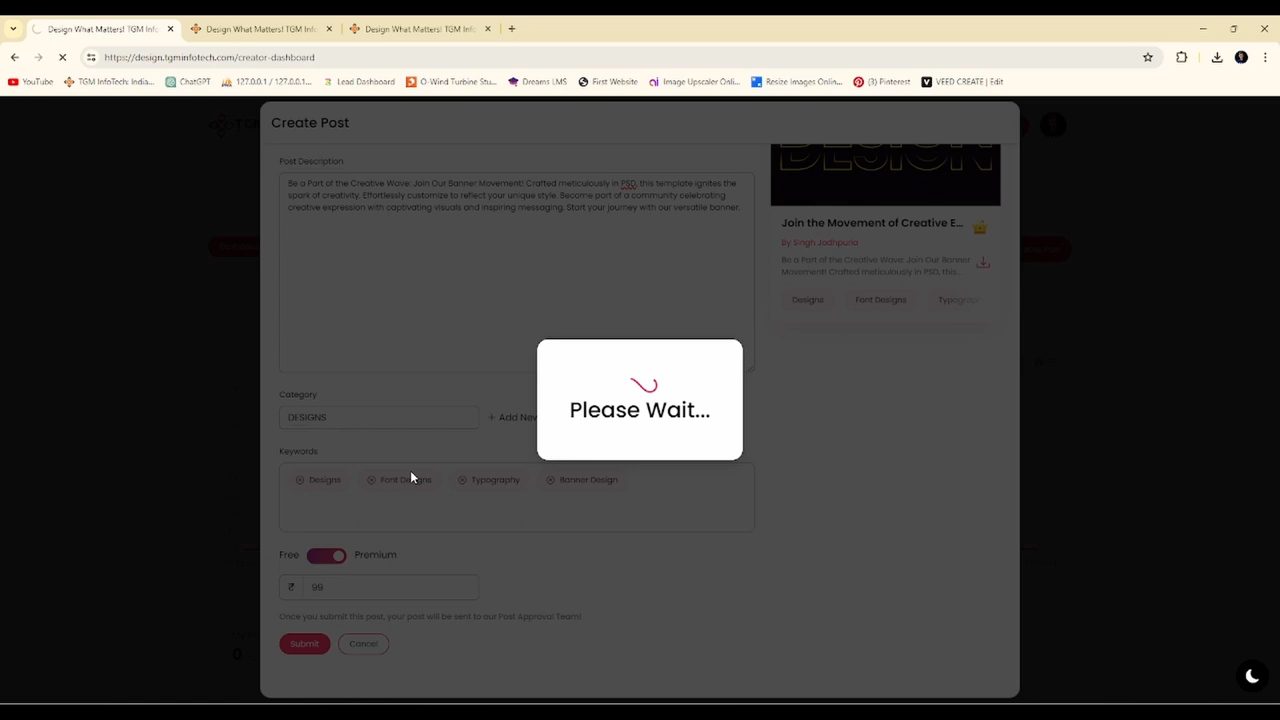 Design What Matters! TGM Info
Design What Matters! TGM Inf
Design What Matters! TGM Inf
https://design.tgminfotech.com/creator-dashboard
YouTube
TGM InfoTech: India...
ChatGPT
127.0.0.1 / 127.0.0.1...
Lead Dashboard
O-Wind Turbine Stu...
Dreams LMS
First Website
Image Upscaler Onli...
Resize Images Onlin...
(3) Pinterest
VEED CREATE | Edit
Create Post
Post Description
DESIGN
Be a Part of the Creative Wave: Join Our Banner Movement! Crafted meticulously in PSD, this template ignites the
spark of creativity. Effortlessly customize to reflect your unique style. Become part of a community celebrating
creative expression with captivating visuals and inspiring messaging. Start your journey with our versatile banner.
Join the Movement of Creative E...
By Singh Jodhpuria
Be a Part of the Creative Wave: Join Our Banner
Movement! Crafted meticulously in PSD, this...
Designs
Font Designs
Typograp
Please Wait...
Category
DESIGNS
+ Add New
Keywords
Designs
Font Designs
Typography
Banner Design
Free
Premium
₹
99
Once you submit this post, your post will be sent to our Post Approval Team!
Submit
Cancel
0